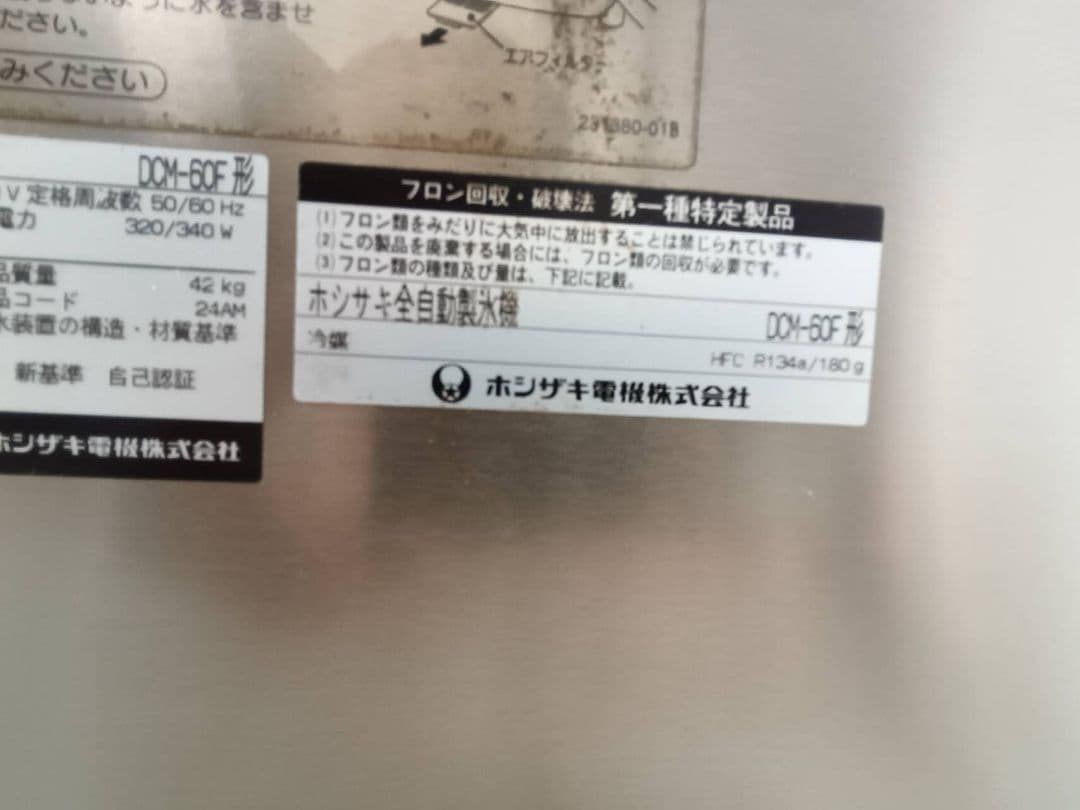 ように水を含ませ
ださい。
みください
エアフィルター
231380-01B
DCM-60F形
V 定格周波数 50/60 Hz
電力 320/340 W
品質量 42 kg
品コード 24AM
水装置の構造・材質基準
新基準 自己認証
ホシザキ電機株式会社
フロン回収・破壊法 第一種特定製品
(1) フロン類をみだりに大気中に放出することは禁じられています。
(2) この製品を廃棄する場合には、フロン類の回収が必要です。
(3) フロン類の種類及び量は、下記に記載。
ホシザキ全自動製氷機
DCM-60F形
冷媒 HFC R134a/180g
ホシザキ電機株式会社